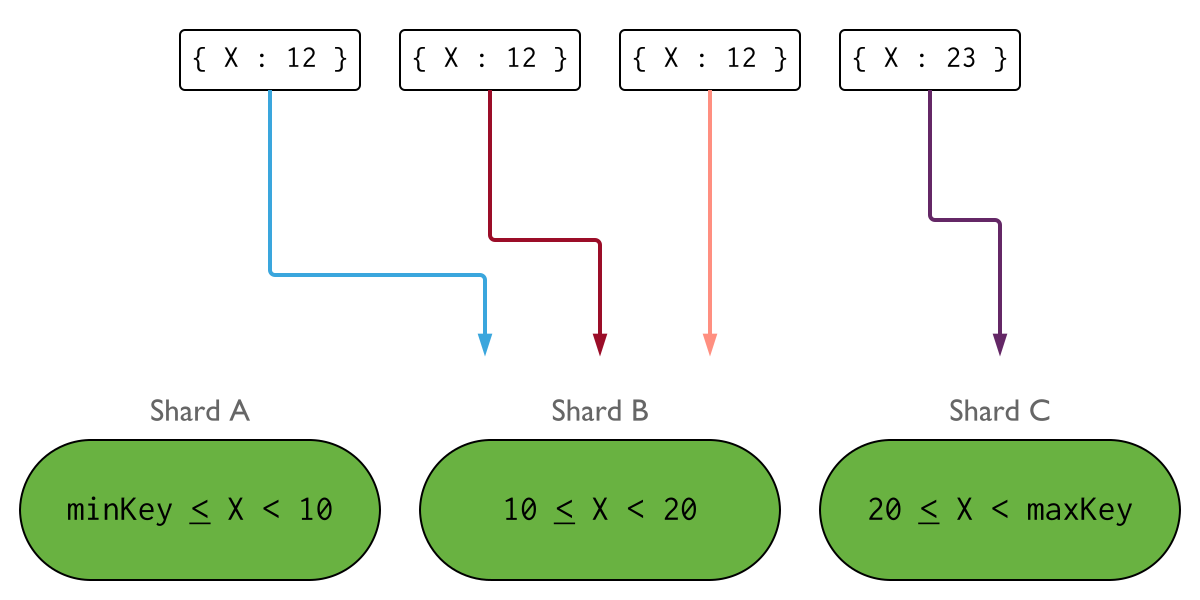 { X : 12 }
{ X : 12 }
{ X : 12 }
{ X : 23 }
Shard A
Shard B
Shard C
minKey ≤ X < 10
10 ≤ X < 20
20 ≤ X < maxKey